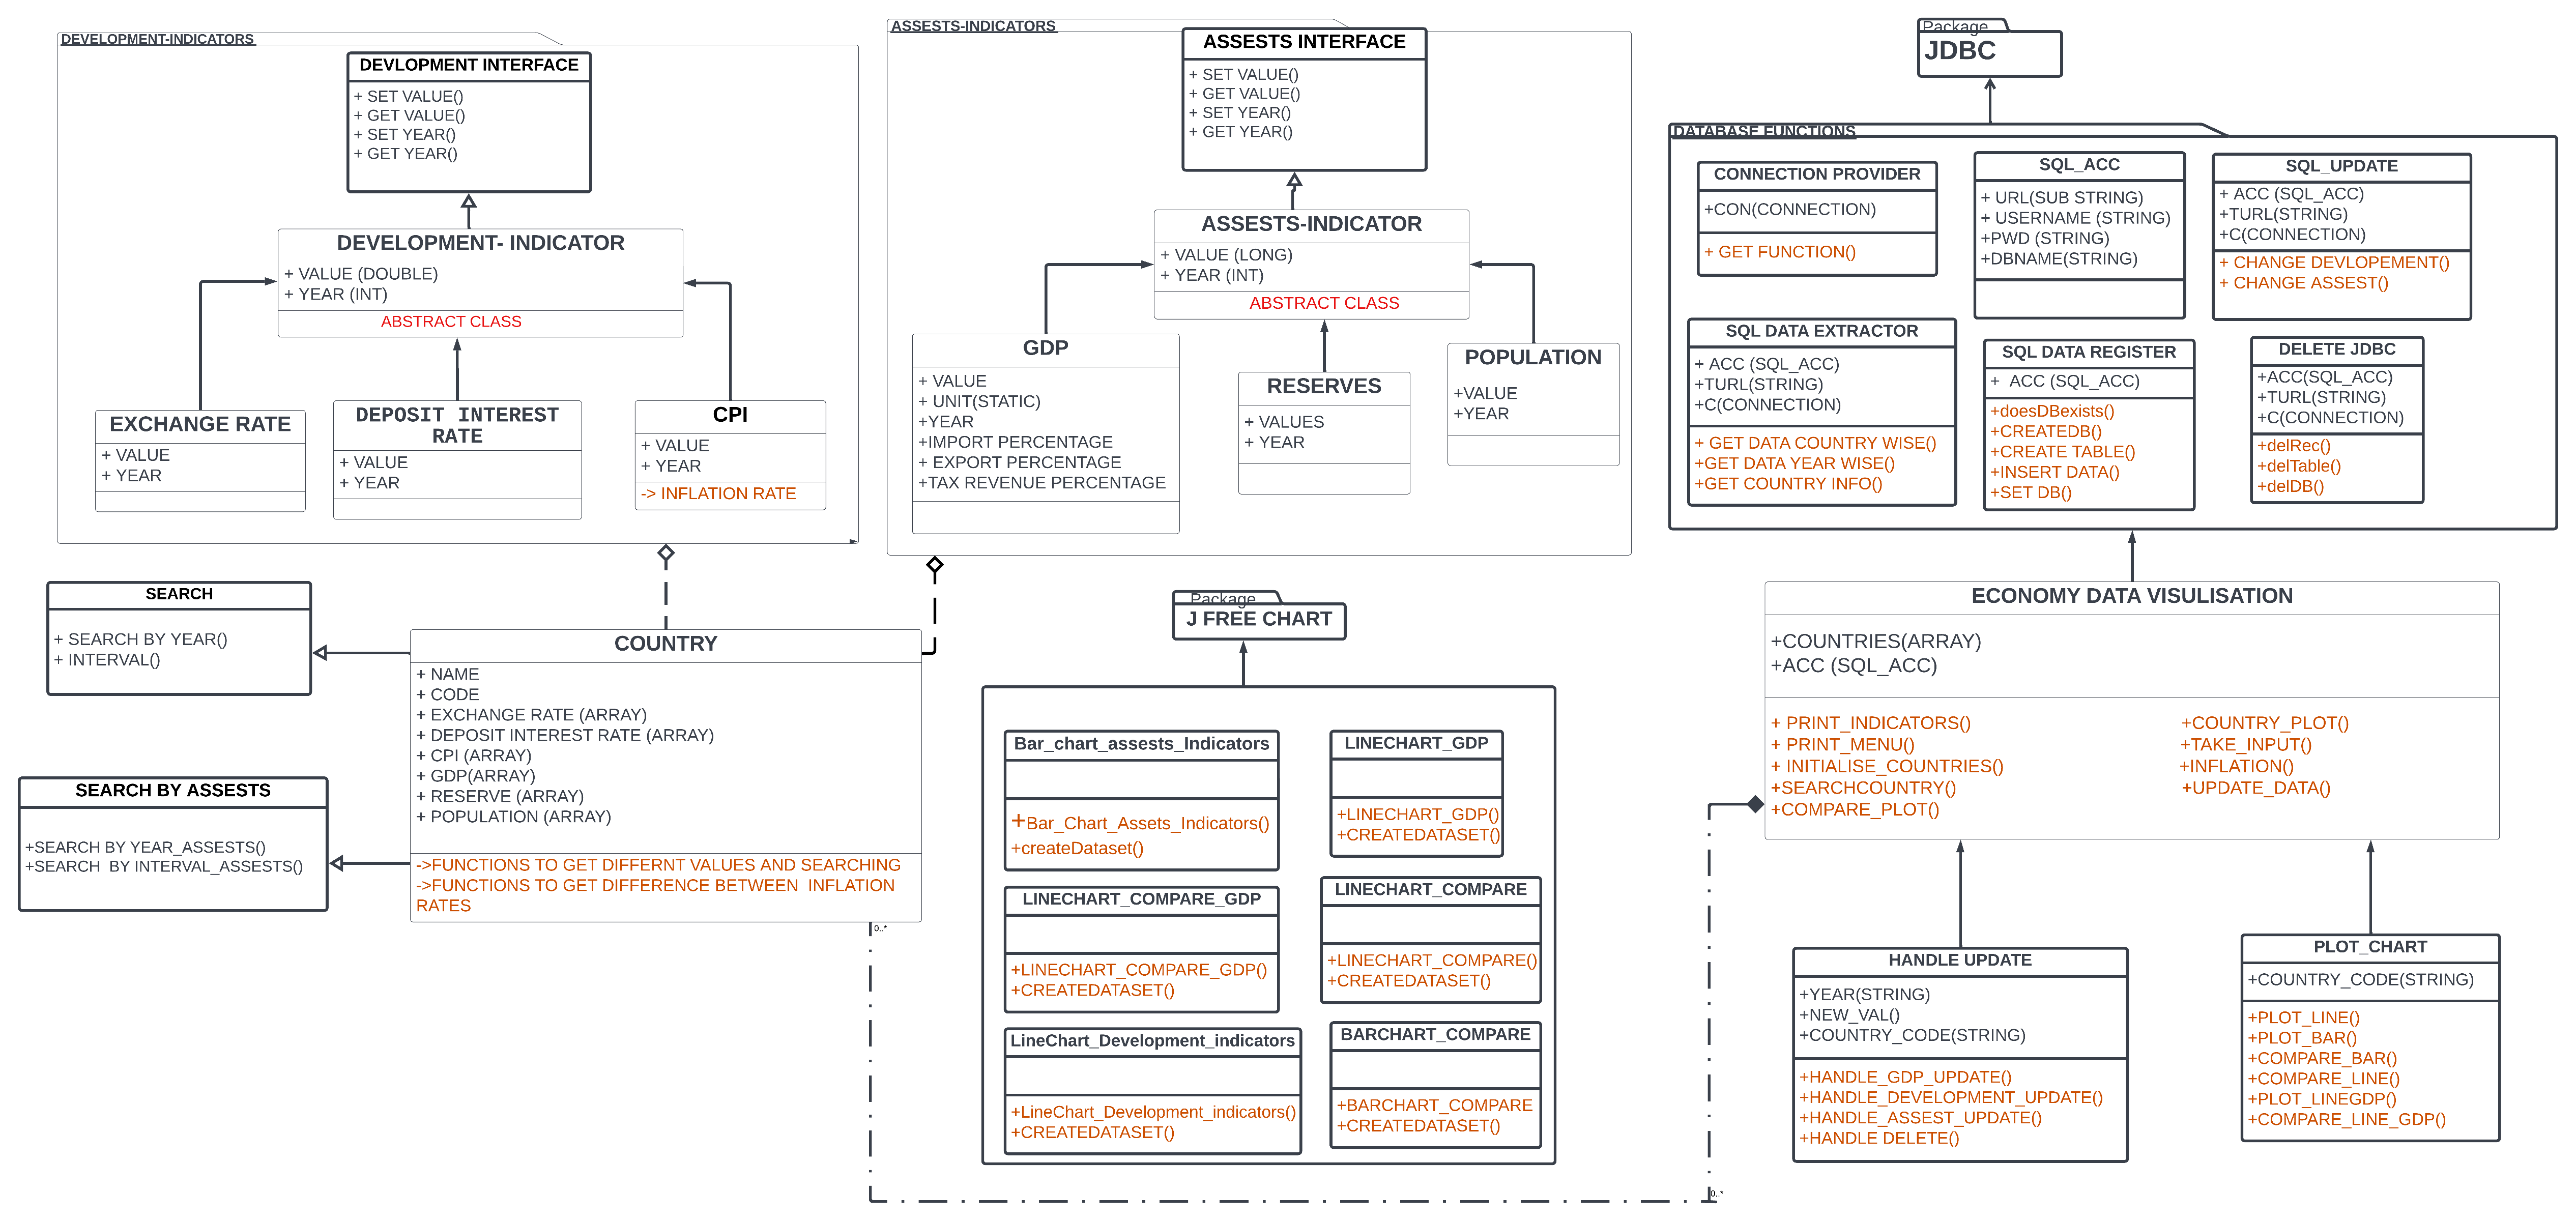 DEVELOPMENT-INDICATORS
DEVLOPMENT INTERFACE
+ SET VALUE()
+ GET VALUE()
+ SET YEAR()
+ GET YEAR()
DEVELOPMENT- INDICATOR
+ VALUE (DOUBLE)
+ YEAR (INT)
ABSTRACT CLASS
EXCHANGE RATE
+ VALUE
+ YEAR
DEPOSIT INTEREST
RATE
+ VALUE
+ YEAR
CPI
+ VALUE
+ YEAR
-> INFLATION RATE
ASSESTS-INDICATORS
ASSESTS INTERFACE
+ SET VALUE()
+ GET VALUE()
+ SET YEAR()
+ GET YEAR()
ASSESTS-INDICATOR
+ VALUE (LONG)
+ YEAR (INT)
ABSTRACT CLASS
GDP
+ VALUE
+ UNIT(STATIC)
+YEAR
+IMPORT PERCENTAGE
+ EXPORT PERCENTAGE
+TAX REVENUE PERCENTAGE
RESERVES
+ VALUES
+ YEAR
POPULATION
+VALUE
+YEAR
Package
JDBC
DATABASE FUNCTIONS
CONNECTION PROVIDER
+CON(CONNECTION)
+ GET FUNCTION()
SQL_ACC
+ URL(SUB STRING)
+ USERNAME (STRING)
+PWD (STRING)
+DBNAME(STRING)
SQL_UPDATE
+ ACC (SQL_ACC)
+TURL(STRING)
+C(CONNECTION)
+ CHANGE DEVLOPEMENT()
+ CHANGE ASSEST()
SQL DATA EXTRACTOR
+ ACC (SQL_ACC)
+TURL(STRING)
+C(CONNECTION)
+ GET DATA COUNTRY WISE()
+GET DATA YEAR WISE()
+GET COUNTRY INFO()
SQL DATA REGISTER
+ ACC (SQL_ACC)
+doesDBexists()
+CREATEDB()
+CREATE TABLE()
+INSERT DATA()
+SET DB()
DELETE JDBC
+ACC(SQL_ACC)
+TURL(STRING)
+C(CONNECTION)
+delRec()
+delTable()
+delDB()
SEARCH
+ SEARCH BY YEAR()
+ INTERVAL()
SEARCH BY ASSESTS
+SEARCH BY YEAR_ASSESTS()
+SEARCH BY INTERVAL_ASSESTS()
COUNTRY
+ NAME
+ CODE
+ EXCHANGE RATE (ARRAY)
+ DEPOSIT INTEREST RATE (ARRAY)
+ CPI (ARRAY)
+ GDP(ARRAY)
+ RESERVE (ARRAY)
+ POPULATION (ARRAY)
->FUNCTIONS TO GET DIFFERNT VALUES AND SEARCHING
->FUNCTIONS TO GET DIFFERENCE BETWEEN INFLATION
RATES
0..*
Package
J FREE CHART
Bar_chart_assests_Indicators
+Bar_Chart_Assets_Indicators()
+createDataset()
LINECHART_GDP
+LINECHART_GDP()
+CREATEDATASET()
LINECHART_COMPARE_GDP
+LINECHART_COMPARE_GDP()
+CREATEDATASET()
LINECHART_COMPARE
+LINECHART_COMPARE()
+CREATEDATASET()
LineChart_Development_indicators
+LineChart_Development_indicators()
+CREATEDATASET()
BARCHART_COMPARE
+BARCHART_COMPARE
+CREATEDATASET()
ECONOMY DATA VISULISATION
+COUNTRIES(ARRAY)
+ACC (SQL_ACC)
+ PRINT_INDICATORS()
+ PRINT_MENU()
+ INITIALISE_COUNTRIES()
+SEARCHCOUNTRY()
+COMPARE_PLOT()
+COUNTRY_PLOT()
+TAKE_INPUT()
+INFLATION()
+UPDATE_DATA()
0..*
HANDLE UPDATE
+YEAR(STRING)
+NEW_VAL()
+COUNTRY_CODE(STRING)
+HANDLE_GDP_UPDATE()
+HANDLE_DEVELOPMENT_UPDATE()
+HANDLE_ASSEST_UPDATE()
+HANDLE DELETE()
PLOT_CHART
+COUNTRY_CODE(STRING)
+PLOT_LINE()
+PLOT_BAR()
+COMPARE_BAR()
+COMPARE_LINE()
+PLOT_LINEGDP()
+COMPARE_LINE_GDP()